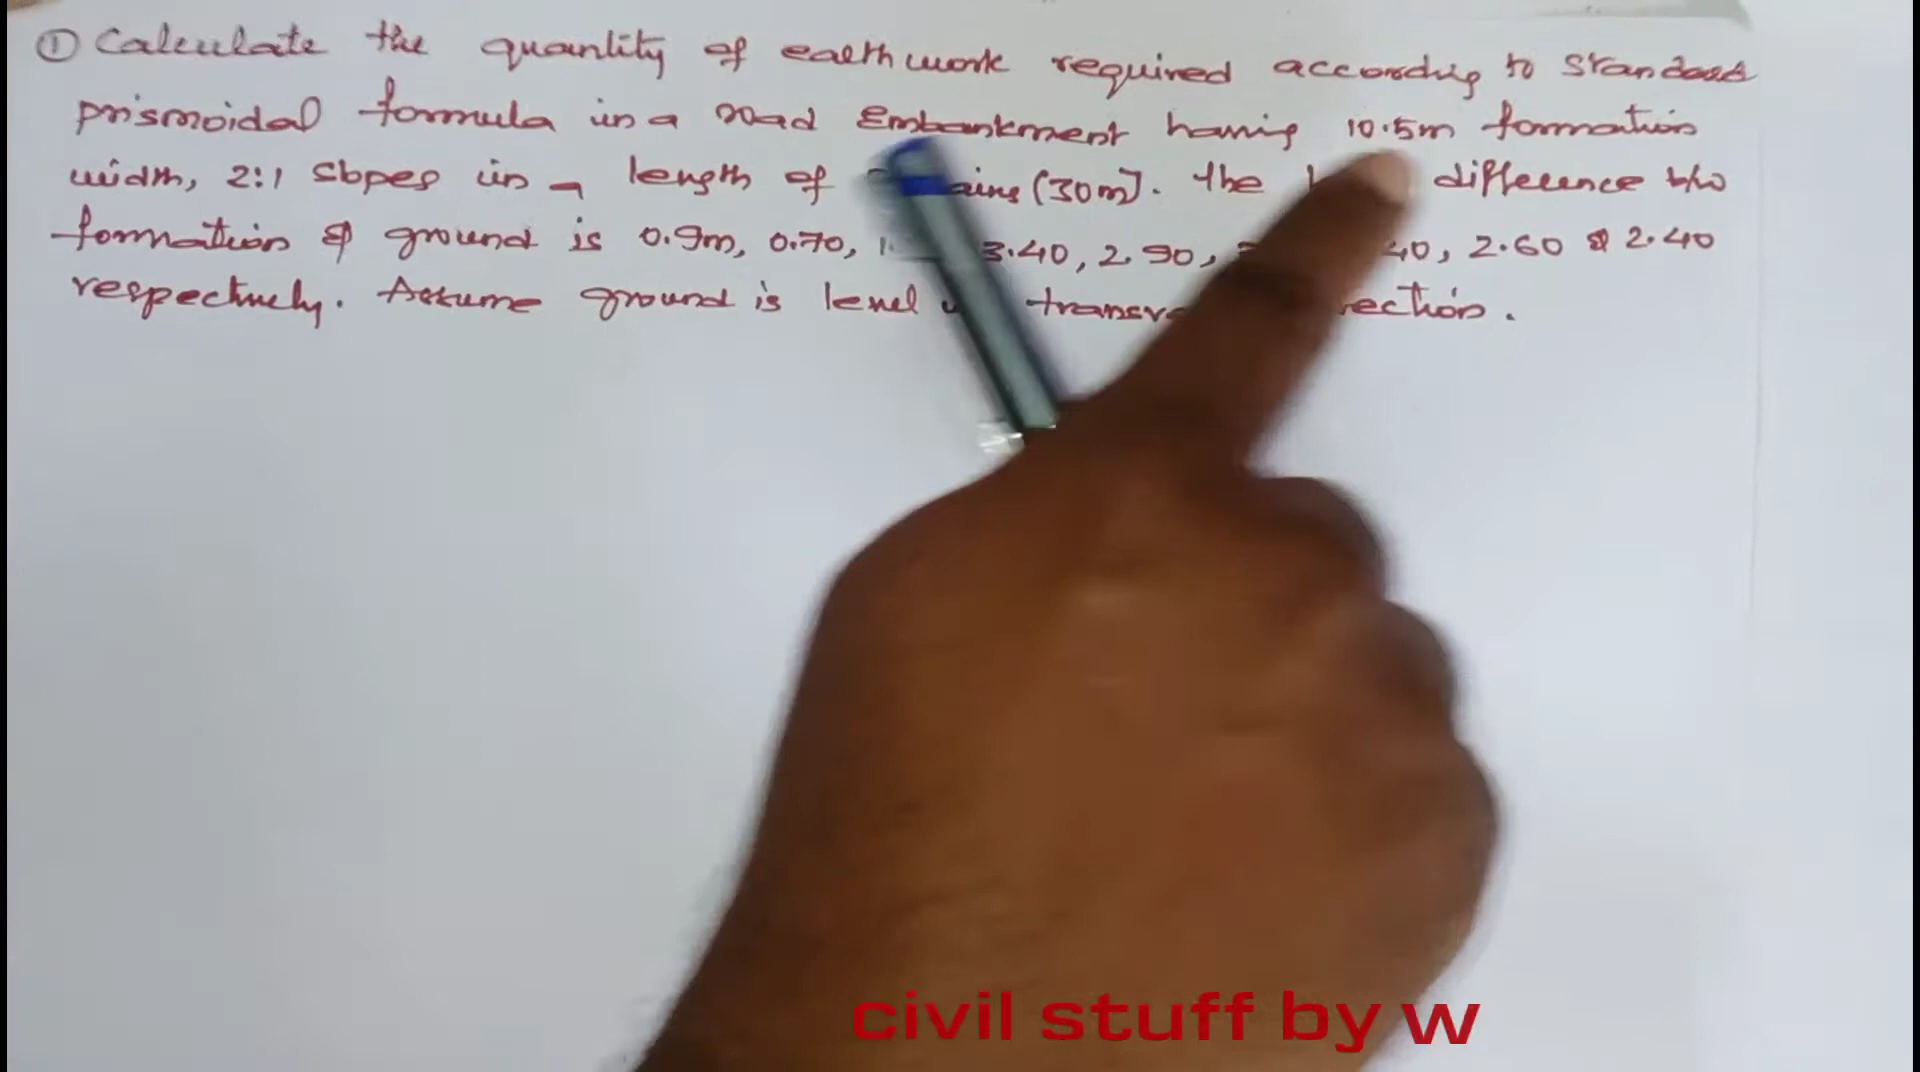 ① Calculate the quantity of earthwork required according to standard
prismoidal formula in a road Embankment having 10.5m formation
width, 2:1 slopes in a length of (30m). The difference b/w
formation & ground is 0.9m, 0.70, 3.40, 2.90, 2.60 & 2.40
respectively. Assume ground is level
civil stuff by w